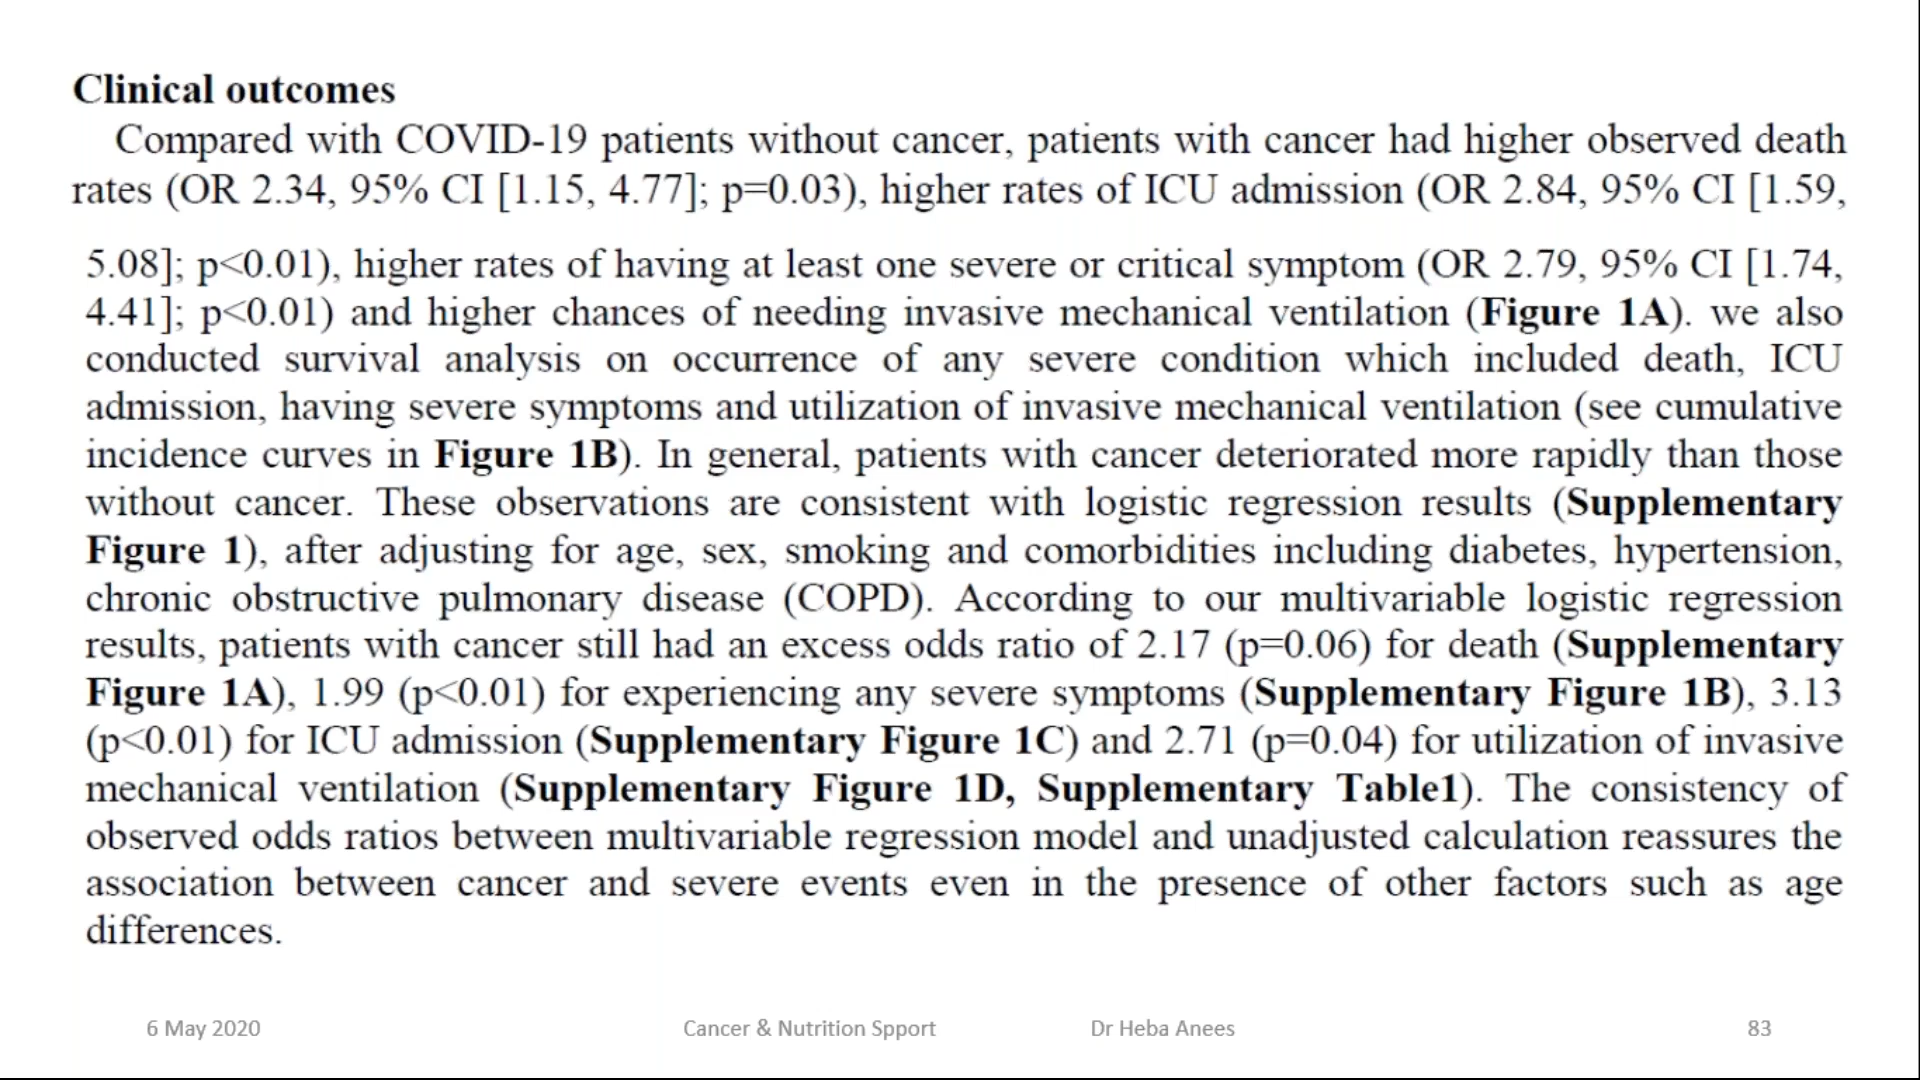 Clinical outcomes
Compared with COVID-19 patients without cancer, patients with cancer had higher observed death
rates (OR 2.34, 95% CI [1.15, 4.77]; p=0.03), higher rates of ICU admission (OR 2.84, 95% CI [1.59,
5.08]; p<0.01), higher rates of having at least one severe or critical symptom (OR 2.79, 95% CI [1.74,
4.41]; p<0.01) and higher chances of needing invasive mechanical ventilation (Figure 1A). we also
conducted survival analysis on occurrence of any severe condition which included death, ICU
admission, having severe symptoms and utilization of invasive mechanical ventilation (see cumulative
incidence curves in Figure 1B). In general, patients with cancer deteriorated more rapidly than those
without cancer. These observations are consistent with logistic regression results (Supplementary
Figure 1), after adjusting for age, sex, smoking and comorbidities including diabetes, hypertension,
chronic obstructive pulmonary disease (COPD). According to our multivariable logistic regression
results, patients with cancer still had an excess odds ratio of 2.17 (p=0.06) for death (Supplementary
Figure 1A), 1.99 (p<0.01) for experiencing any severe symptoms (Supplementary Figure 1B), 3.13
(p<0.01) for ICU admission (Supplementary Figure 1C) and 2.71 (p=0.04) for utilization of invasive
mechanical ventilation (Supplementary Figure 1D, Supplementary Table1). The consistency of
observed odds ratios between multivariable regression model and unadjusted calculation reassures the
association between cancer and severe events even in the presence of other factors such as age
differences.
6 May 2020 Cancer & Nutrition Spport Dr Heba Anees 83